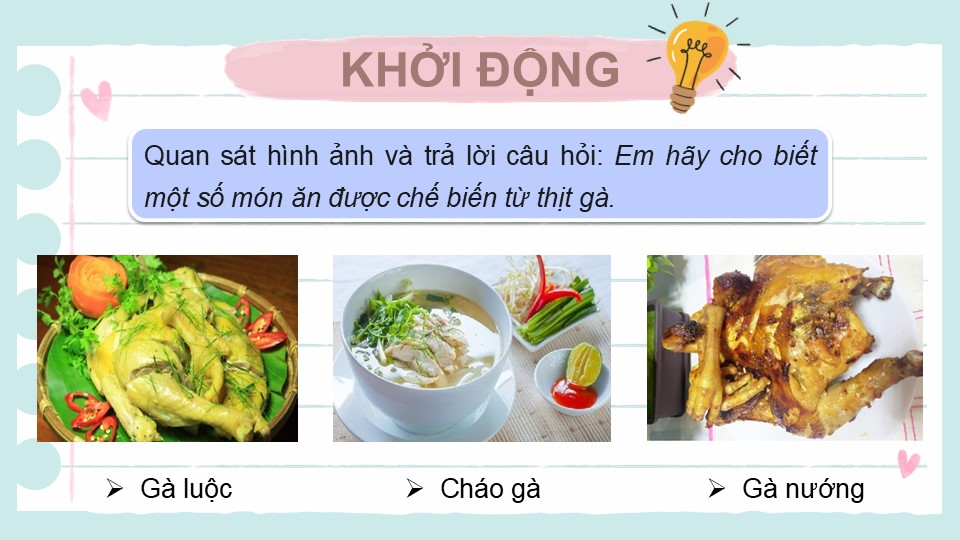 KHỞI ĐỘNG
Quan sát hình ảnh và trả lời câu hỏi: Em hãy cho biết
một số món ăn được chế biến từ thịt gà.
➢ Gà luộc
➢ Cháo gà
➢ Gà nướng